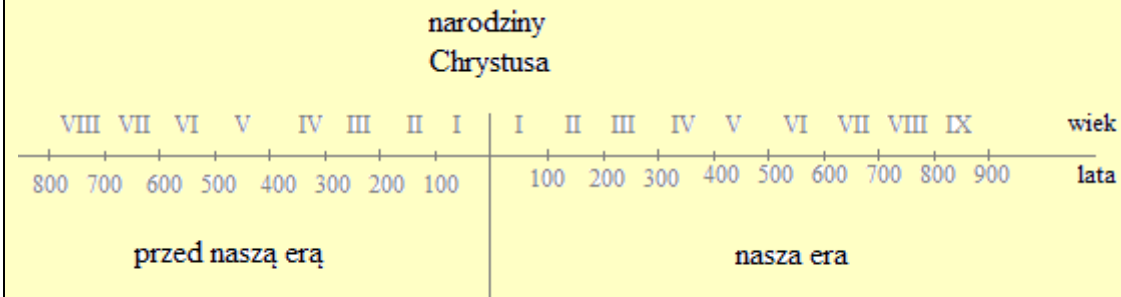 narodziny
Chrystusa
VIII VII VI V IV III II I I II III IV V VI VII VIII IX wiek
800 700 600 500 400 300 200 100 100 200 300 400 500 600 700 800 900 lata
przed naszą erą nasza era